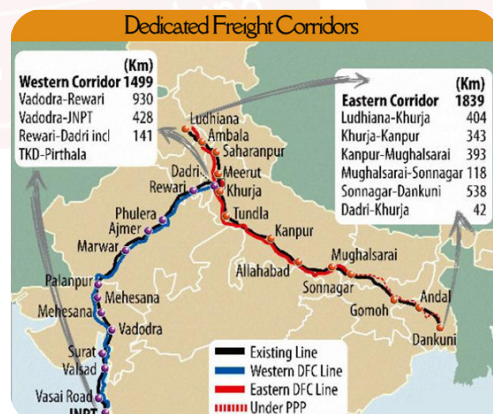 Dedicated Freight Corridors
(Km)
Western Corridor 1499
Vadodra-Rewari 930
Vadodra-JNPT 428
Rewari-Dadri incl 141
TKD-Pirthala
(Km)
Eastern Corridor 1839
Ludhiana-Khurja 404
Khurja-Kanpur 343
Kanpur-Mughalsarai 393
Mughalsarai-Sonnagar 118
Sonnagar-Dankuni 538
Dadri-Khurja 42
Ludhiana
Ambala
Saharanpur
Meerut
Dadri
Rewari
Khurja
Tundla
Phulera
Ajmer
Kanpur
Marwar
Mughalsarai
Allahabad
Sonnagar
Palanpur
Andal
Mehesana
Gomoh
Mehesana
Vadodra
Dankuni
Surat
Valsad
Vasai Road
JNPT
Existing Line
Western DFC Line
Eastern DFC Line
Under PPP